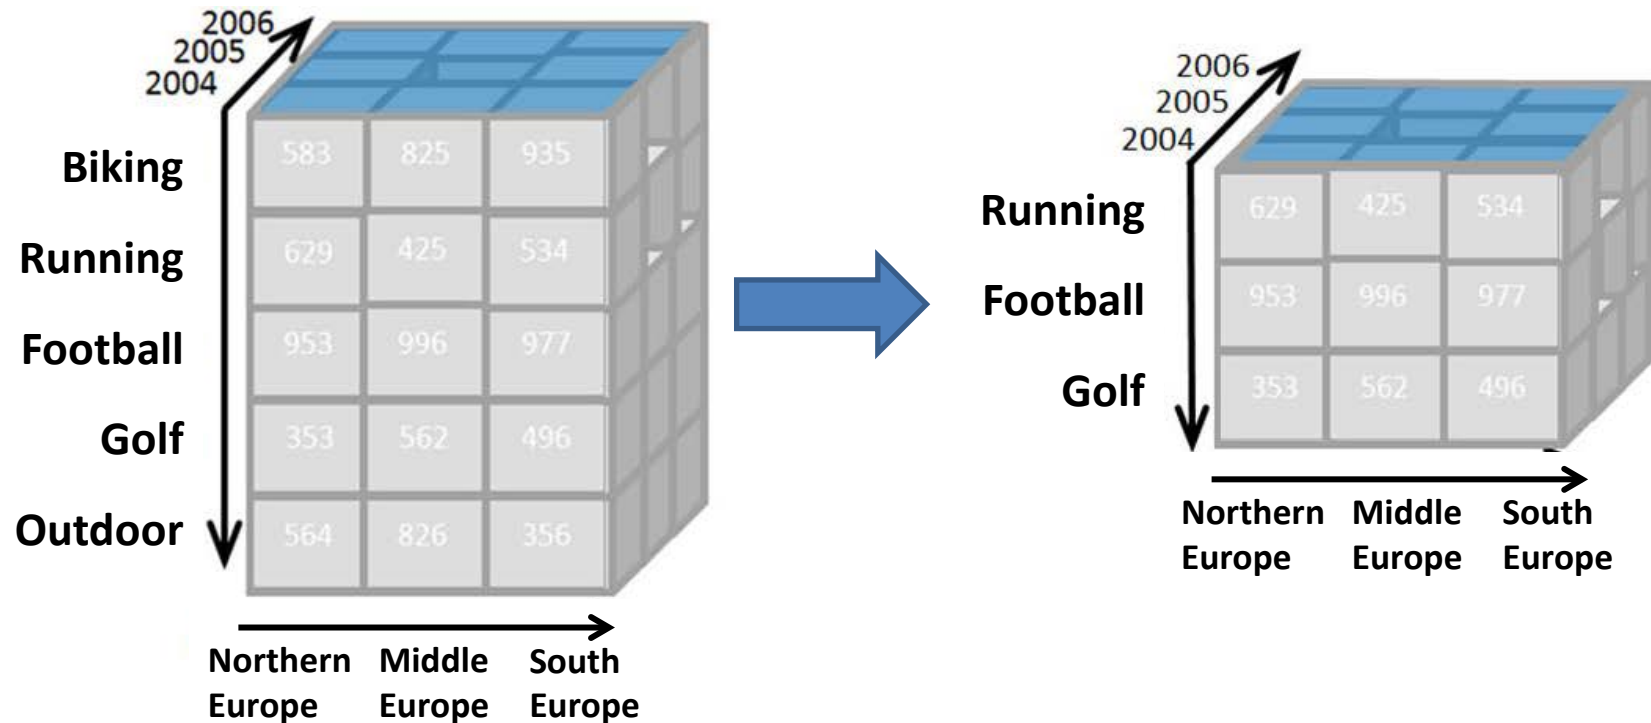 2006
2005
2004
Biking 583 825 935
Running 629 425 534
Football 953 996 977
Golf 353 562 496
Outdoor 564 826 356
Northern Middle South
Europe Europe Europe
2006
2005
2004
Running 629 425 534
Football 953 996 977
Golf 353 562 496
Northern Middle South
Europe Europe Europe